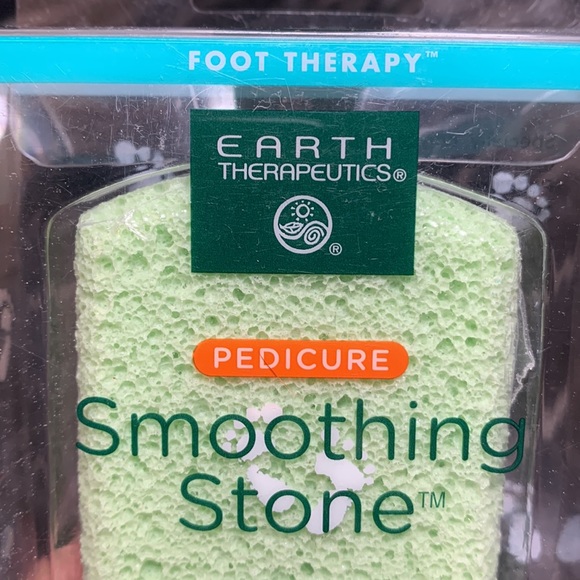 FOOT THERAPY™
EARTH
THERAPEUTICS®
®
PEDICURE
Smoothing
Stone™